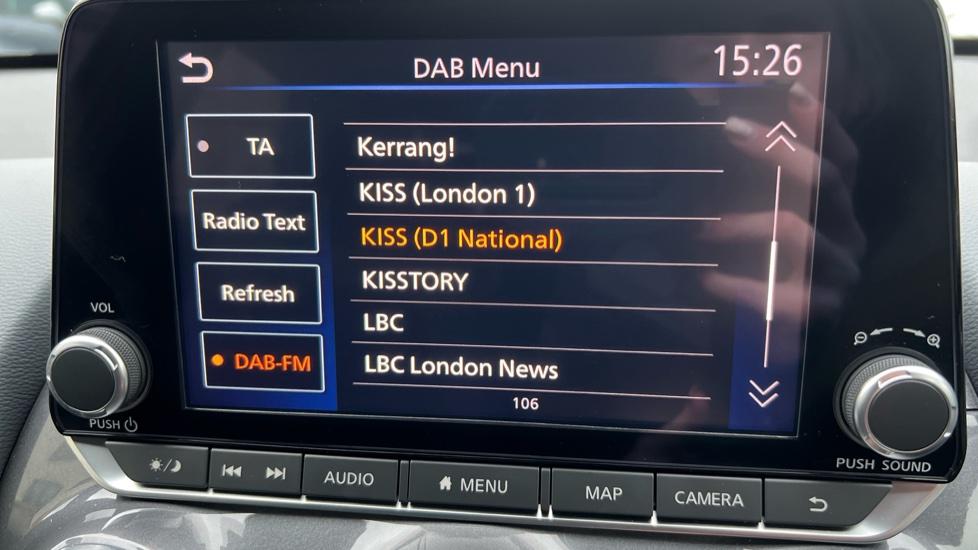 DAB Menu
15:26
TA
Radio Text
Refresh
DAB-FM
Kerrang!
KISS (London 1)
KISS (D1 National)
KISSTORY
LBC
LBC London News
106
VOL
PUSH
PUSH SOUND
AUDIO
MENU
MAP
CAMERA